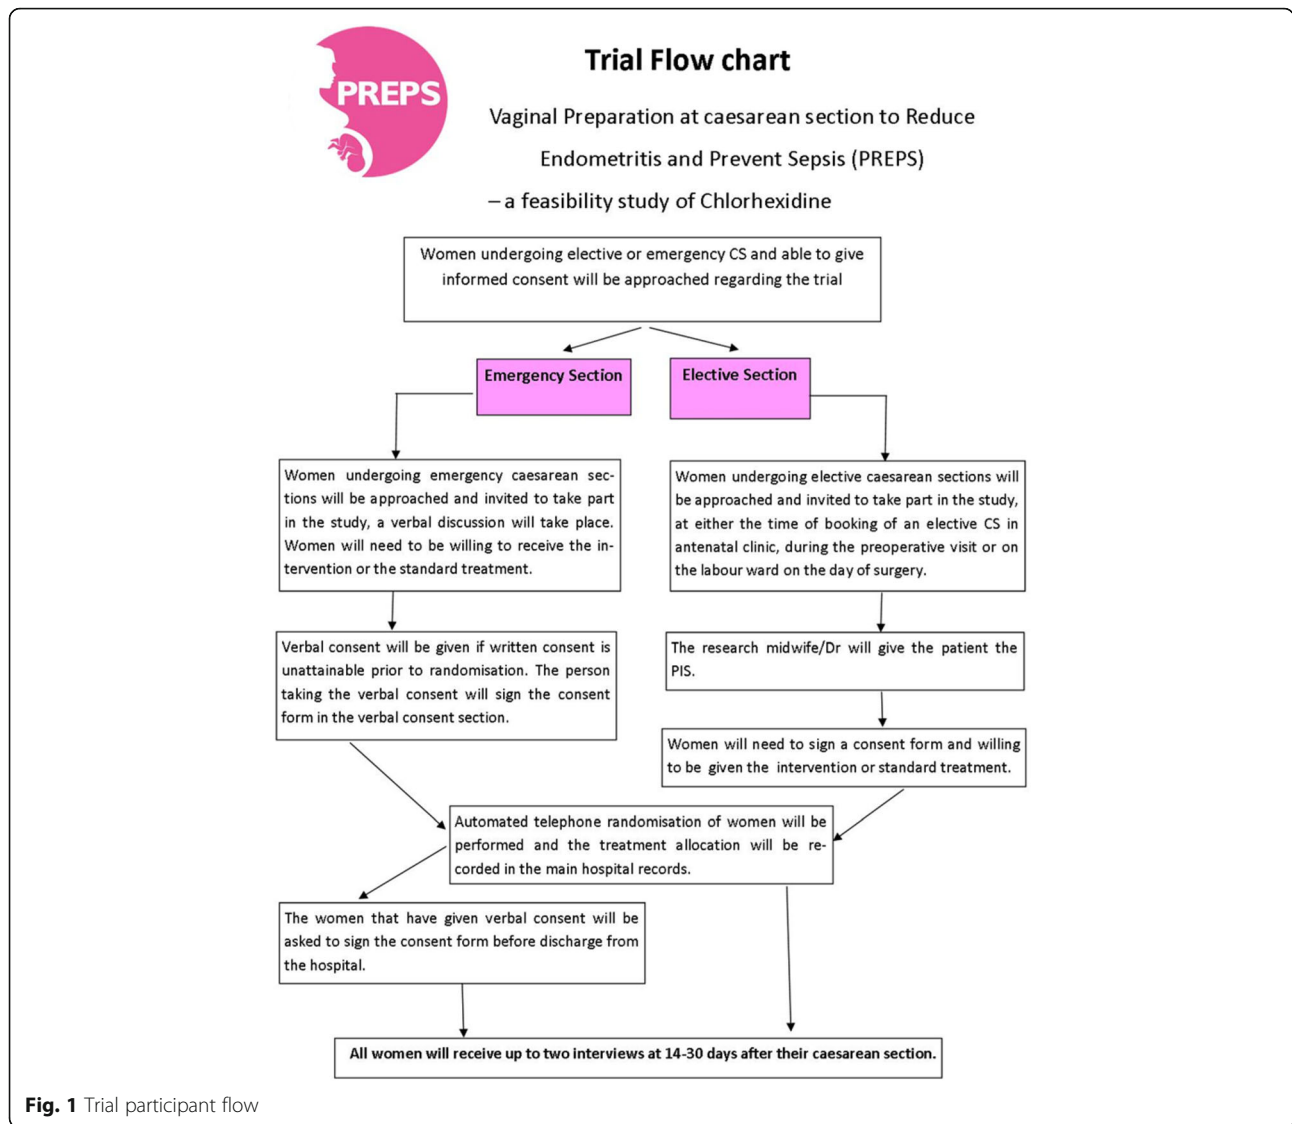 PREPS
Trial Flow chart
Vaginal Preparation at caesarean section to Reduce
Endometritis and Prevent Sepsis (PREPS)
– a feasibility study of Chlorhexidine
Women undergoing elective or emergency CS and able to give
informed consent will be approached regarding the trial
Emergency Section
Elective Section
Women undergoing emergency caesarean sec-
tions will be approached and invited to take part
in the study, a verbal discussion will take place.
Women will need to be willing to receive the in-
tervention or the standard treatment.
Women undergoing elective caesarean sections will
be approached and invited to take part in the study,
at either the time of booking of an elective CS in
antenatal clinic, during the preoperative visit or on
the labour ward on the day of surgery.
Verbal consent will be given if written consent is
unattainable prior to randomisation. The person
taking the verbal consent will sign the consent
form in the verbal consent section.
The research midwife/Dr will give the patient the
PIS.
Women will need to sign a consent form and willing
to be given the intervention or standard treatment.
Automated telephone randomisation of women will be
performed and the treatment allocation will be re-
corded in the main hospital records.
The women that have given verbal consent will be
asked to sign the consent form before discharge from
the hospital.
All women will receive up to two interviews at 14-30 days after their caesarean section.
Fig. 1 Trial participant flow